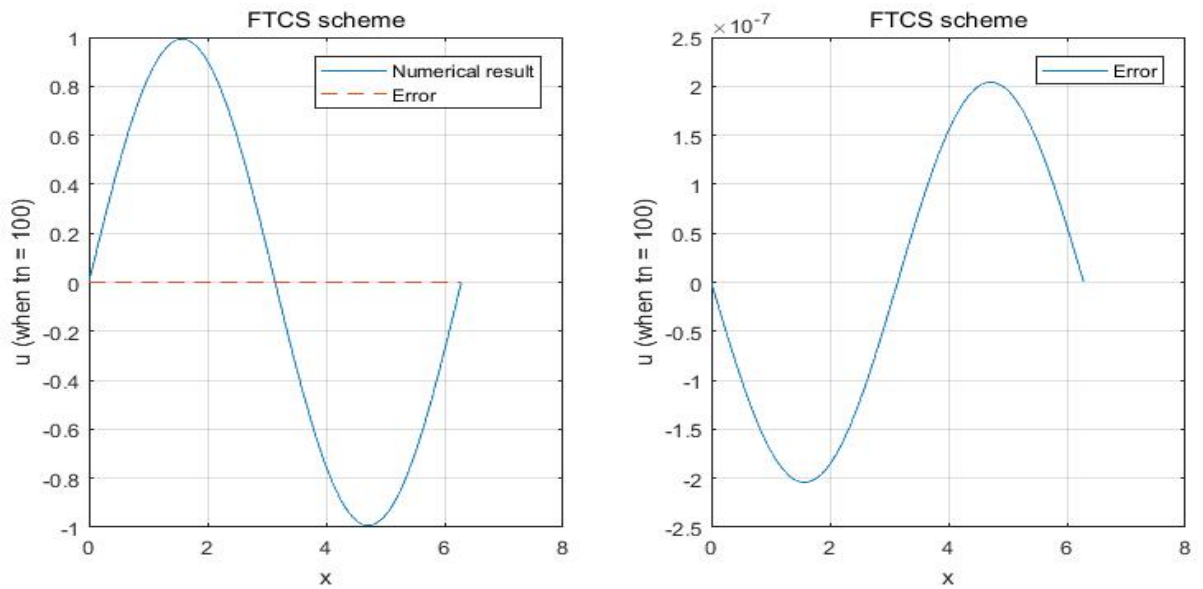 FTCS scheme
1
0.8
0.6
0.4
0.2
0
-0.2
-0.4
-0.6
-0.8
-1
0 2 4 6 8
x
u (when tn = 100)
Numerical result
Error
FTCS scheme
×10-7
2.5
2
1.5
1
0.5
0
-0.5
-1
-1.5
-2
-2.5
0 2 4 6 8
x
u (when tn = 100)
Error